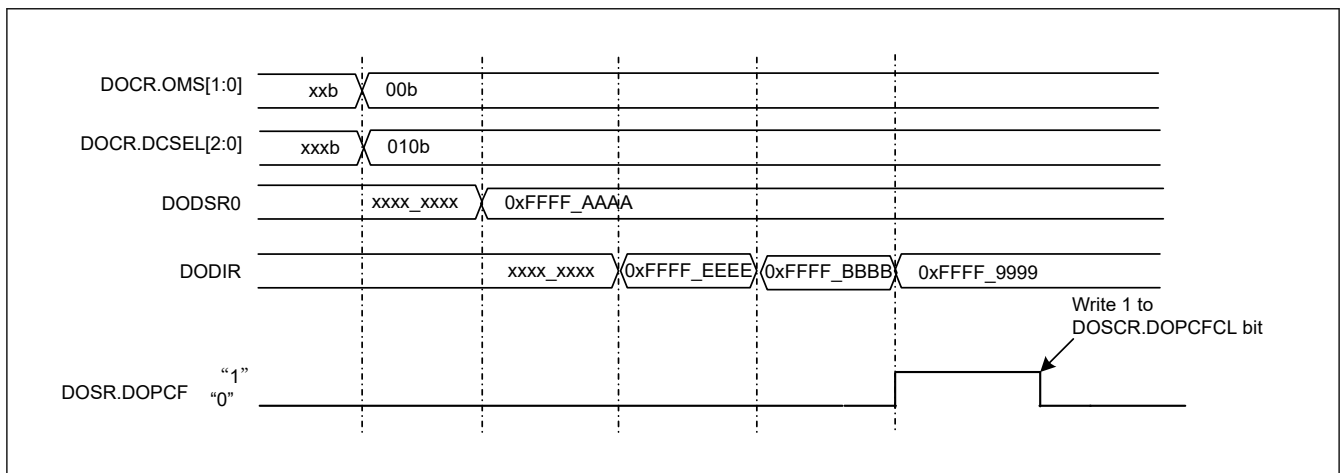 DOCR.OMS[1:0] xxb 00b
DOCR.DCSEL[2:0] xxxb 010b
DODSR0 xxxx_xxxx 0xFFFF_AAAA
DODIR xxxx_xxxx 0xFFFF_EEEE 0xFFFF_BBBB 0xFFFF_9999
Write 1 to
DOSCR.DOPCFCL bit
“1”
DOSR.DOPCF “0”